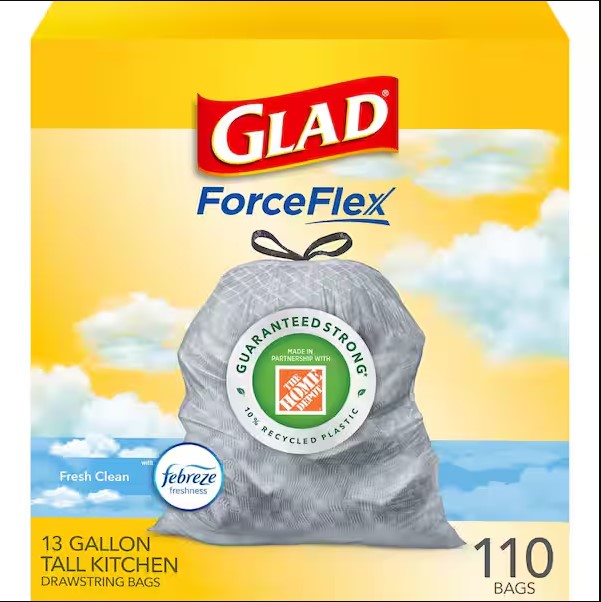 GLAD®
ForceFlex
GUARANTEED STRONG*
MADE IN
PARTNERSHIP WITH
THE
HOME
DEPOT
10% RECYCLED PLASTIC
Fresh Clean
with
febreze
freshness
13 GALLON
TALL KITCHEN
DRAWSTRING BAGS
110
BAGS